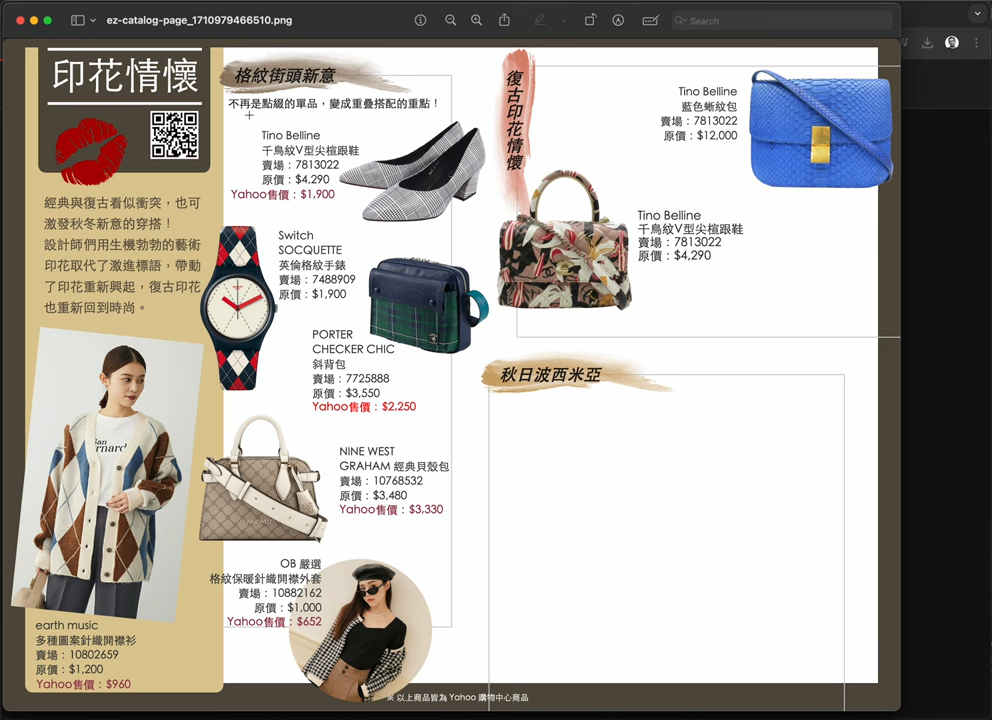 ez-catalog-page_1710979466510.png
Search
印花情懷
經典與復古看似衝突，也可
激發秋冬新意的穿搭！
設計師們用生機勃勃的藝術
印花取代了激進標語，帶動
了印花重新興起，復古印花
也重新回到時尚。
earth music
多種圖案針織開襟衫
賣場：10802659
原價：$1,200
Yahoo售價：$960
格紋街頭新意
不再是點綴的單品，變成重疊搭配的重點！
Tino Belline
千鳥紋V型尖楦跟鞋
賣場：7813022
原價：$4,290
Yahoo售價：$1,900
Switch
SOCQUETTE
英倫格紋手錶
賣場：7488909
原價：$1,900
PORTER
CHECKER CHIC
斜背包
賣場：7725888
原價：$3,550
Yahoo售價：$2,250
NINE WEST
GRAHAM 經典貝殼包
賣場：10768532
原價：$3,480
Yahoo售價：$3,330
NINE WEST
OB 嚴選
格紋保暖針織開襟外套
賣場：10882162
原價：$1,000
Yahoo售價：$652
復古印花情懷
Tino Belline
藍色蜥紋包
賣場：7813022
原價：$12,000
Tino Belline
千鳥紋V型尖楦跟鞋
賣場：7813022
原價：$4,290
秋日波西米亞
※ 以上商品皆為 Yahoo 購物中心商品